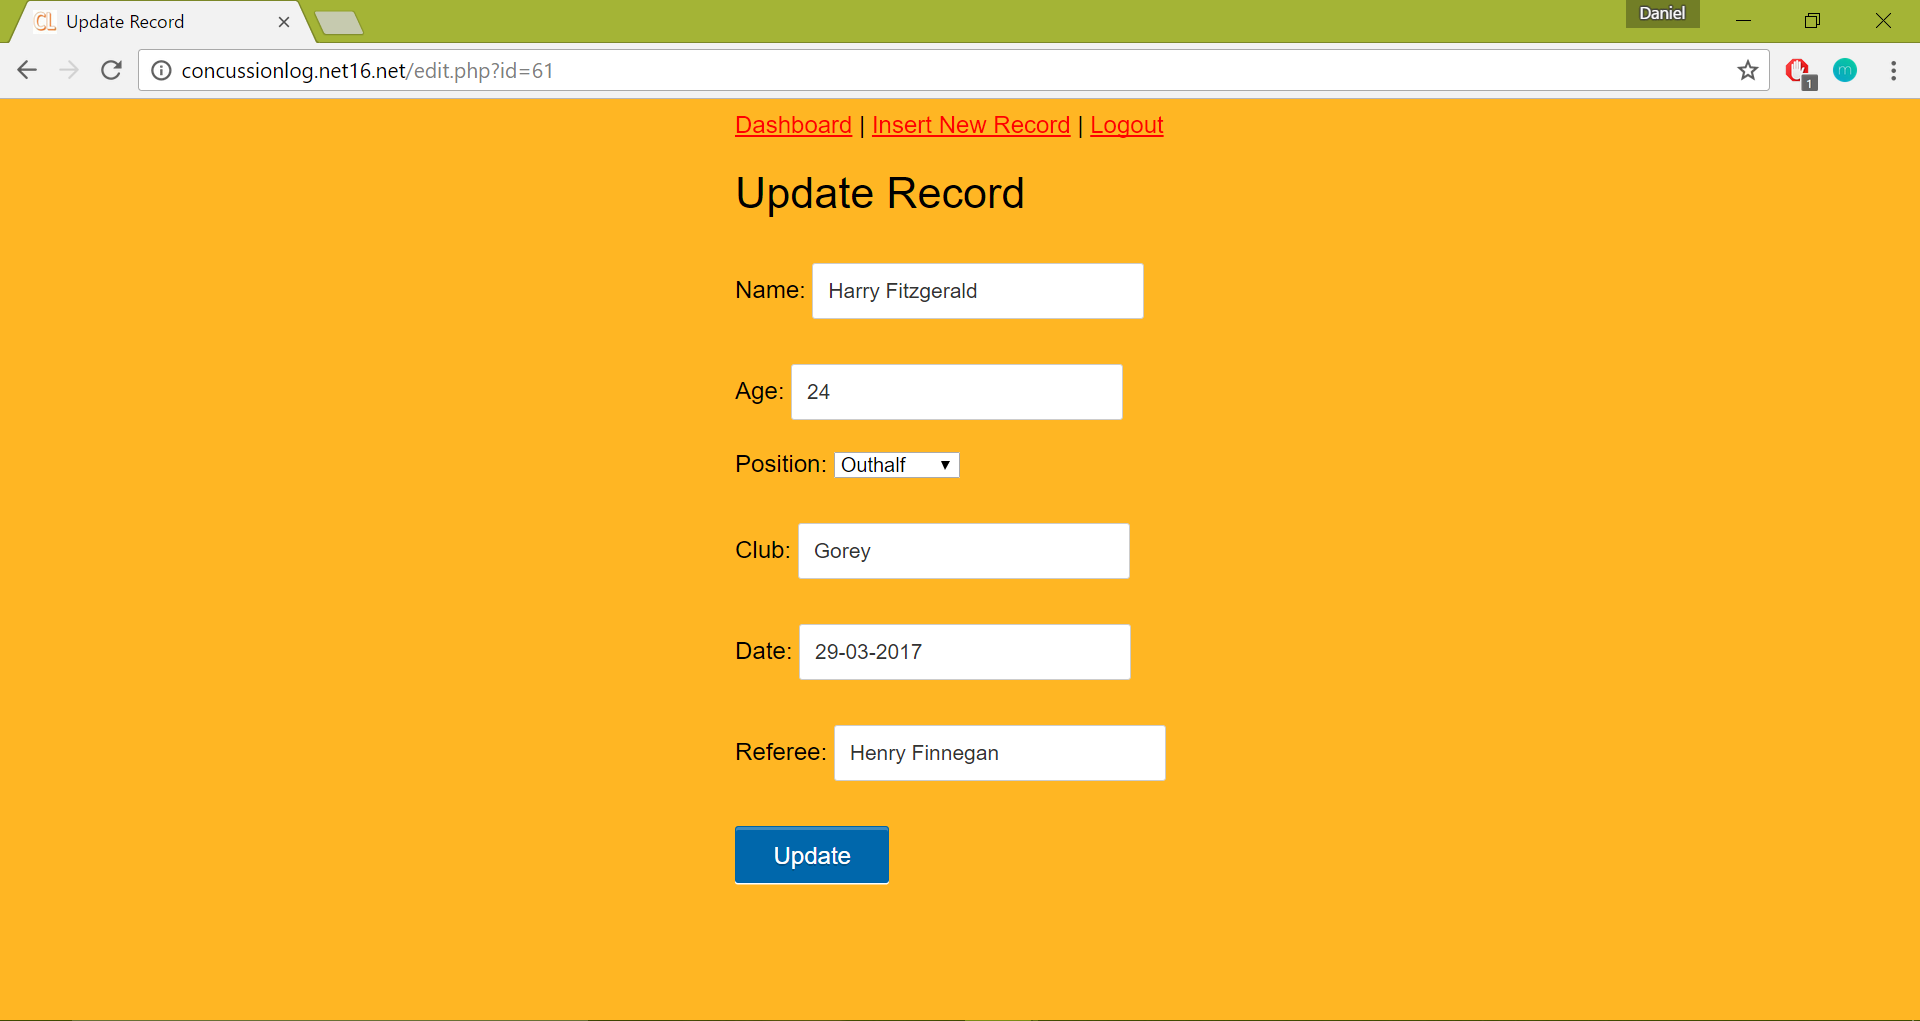 CL Update Record
Daniel
concussionlog.net16.net/edit.php?id=61
1
m
Dashboard | Insert New Record | Logout
Update Record
Name: Harry Fitzgerald
Age: 24
Position: Outhalf
Club: Gorey
Date: 29-03-2017
Referee: Henry Finnegan
Update